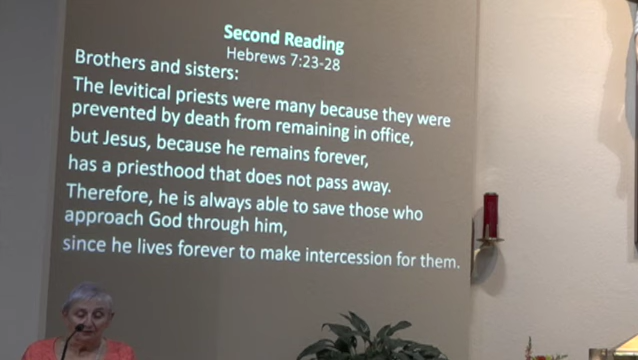 Second Reading
Hebrews 7:23-28
Brothers and sisters:
The levitical priests were many because they were
prevented by death from remaining in office,
but Jesus, because he remains forever,
has a priesthood that does not pass away.
Therefore, he is always able to save those who
approach God through him,
since he lives forever to make intercession for them.